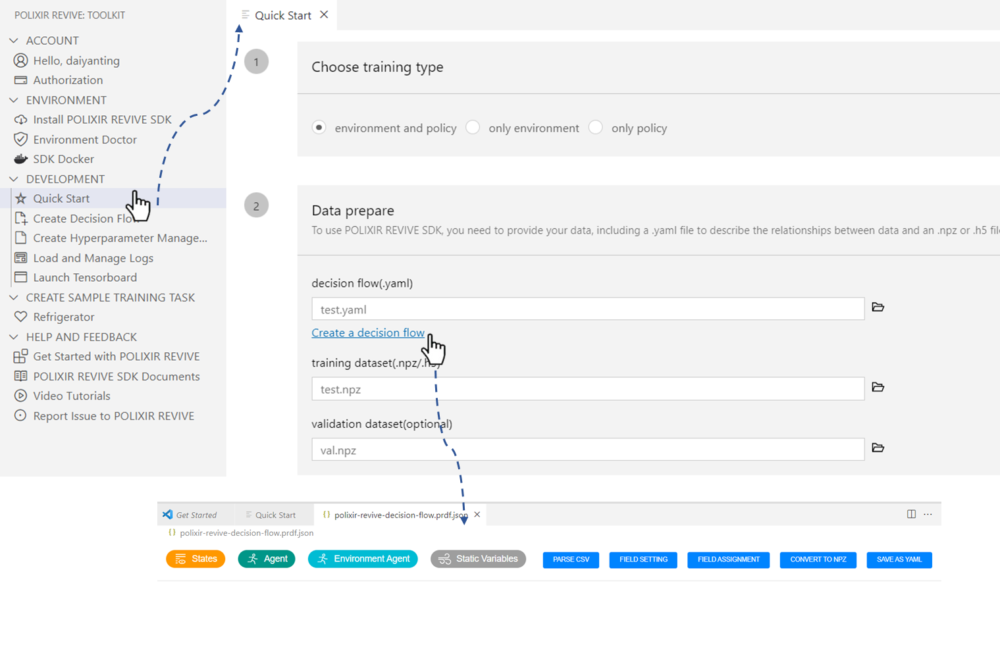 POLIXIR REVIVE: TOOLKIT
ACCOUNT
Hello, daiyanting
Authorization
ENVIRONMENT
Install POLIXIR REVIVE SDK
Environment Doctor
SDK Docker
DEVELOPMENT
Quick Start
Create Decision Flow
Create Hyperparameter Manage...
Load and Manage Logs
Launch Tensorboard
CREATE SAMPLE TRAINING TASK
Refrigerator
HELP AND FEEDBACK
Get Started with POLIXIR REVIVE
POLIXIR REVIVE SDK Documents
Video Tutorials
Report Issue to POLIXIR REVIVE
Quick Start
1
Choose training type
environment and policy only environment only policy
2
Data prepare
To use POLIXIR REVIVE SDK, you need to provide your data, including a .yaml file to describe the relationships between data and an .npz or .h5 file
decision flow(.yaml)
test.yaml
Create a decision flow
training dataset(.npz/.h5)
test.npz
validation dataset(optional)
val.npz
Get Started Quick Start {} polixir-revive-decision-flow.prdf.json
{} polixir-revive-decision-flow.prdf.json
States Agent Environment Agent Static Variables PARSE CSV FIELD SETTING FIELD ASSIGNMENT CONVERT TO NPZ SAVE AS YAML